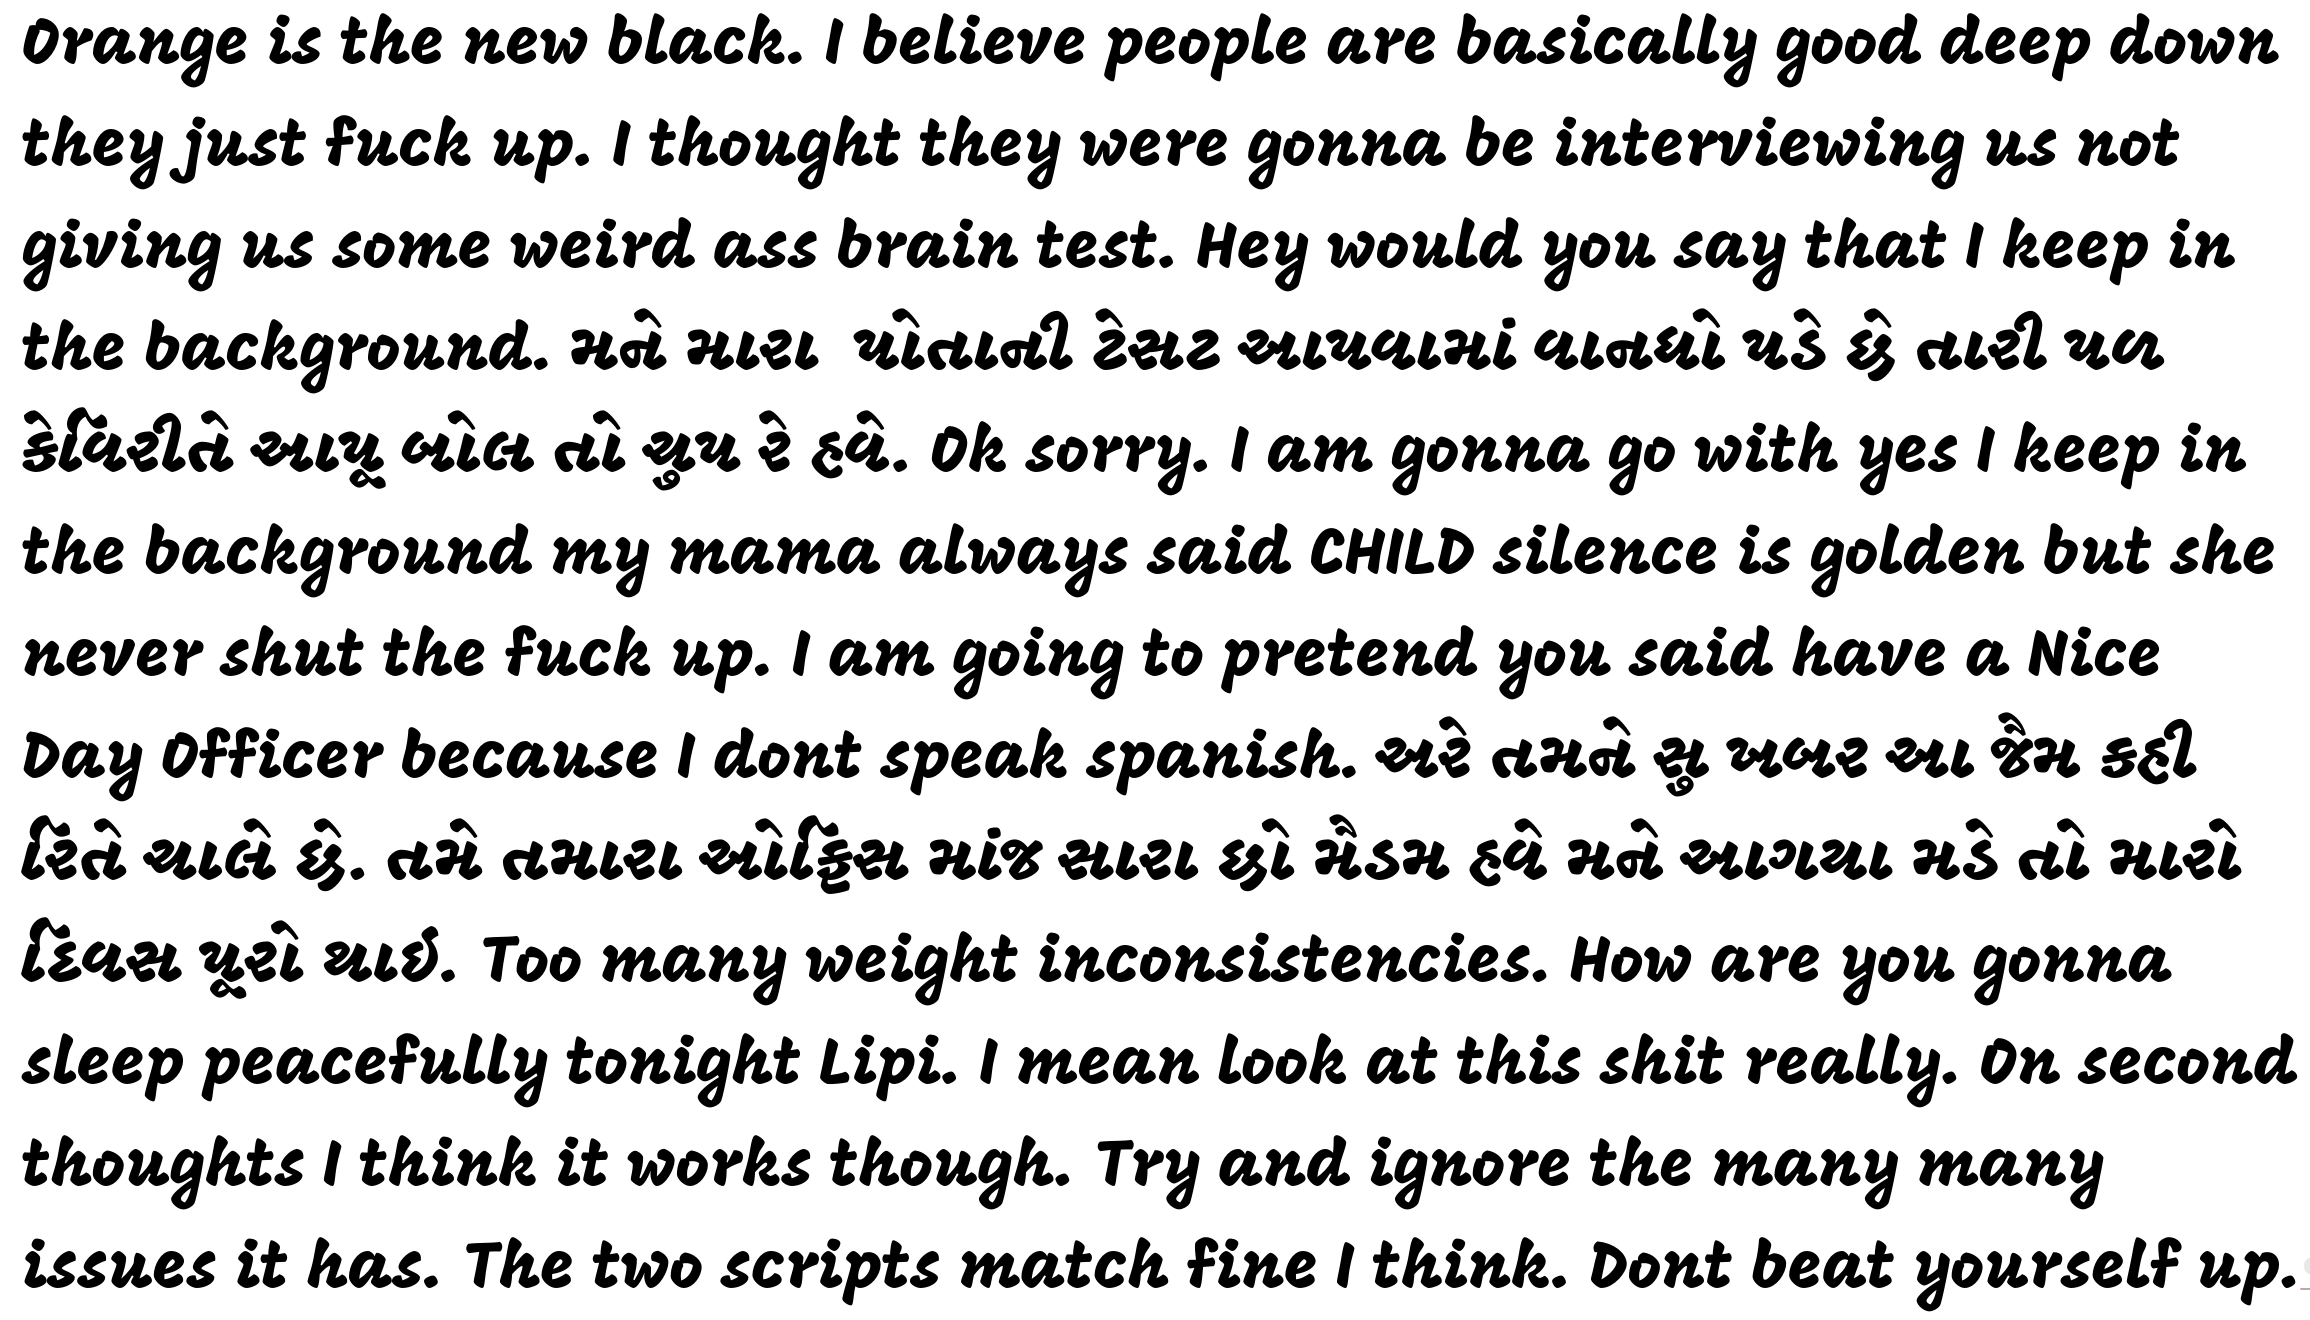 Orange is the new black. I believe people are basically good deep down
they just fuck up. I thought they were gonna be interviewing us not
giving us some weird ass brain test. Hey would you say that I keep in
the background. મને મારા પોતાની ટેસટ આપવામાં વાનધો પડે છે તારી પળ
કેવિરીતે આપૂ બોલ તો ચુપ રે હવે. Ok sorry. I am gonna go with yes I keep in
the background my mama always said CHILD silence is golden but she
never shut the fuck up. I am going to pretend you said have a Nice
Day Officer because I dont speak spanish. અરે તમને સુ ખબર આ જૈમ કહી
રિતે ચાલે છે. તમે તમારા ઓફિસ માંજ સારા છો મૈડમ હવે મને આગયા મડે તો મારો
દિવસ પૂરો થાઈ. Too many weight inconsistencies. How are you gonna
sleep peacefully tonight Lipi. I mean look at this shit really. On second
thoughts I think it works though. Try and ignore the many many
issues it has. The two scripts match fine I think. Dont beat yourself up.